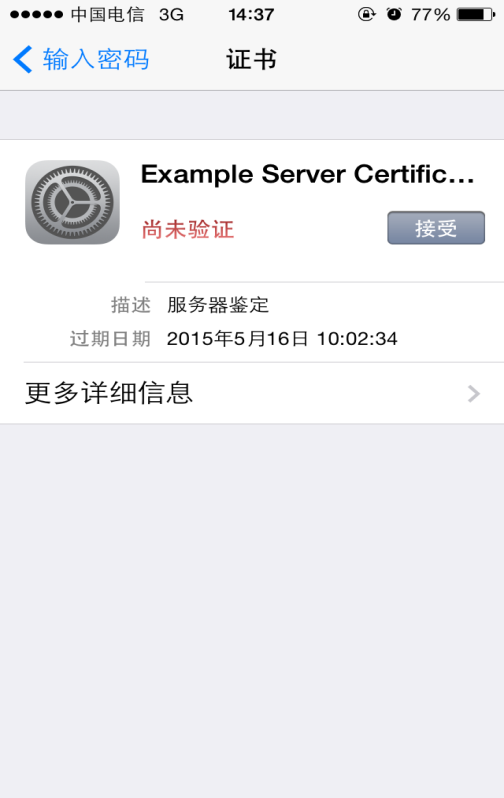 中国电信 3G 14:37 77%
输入密码 证书
Example Server Certific...
尚未验证 接受
描述 服务器鉴定
过期日期 2015年5月16日 10:02:34
更多详细信息